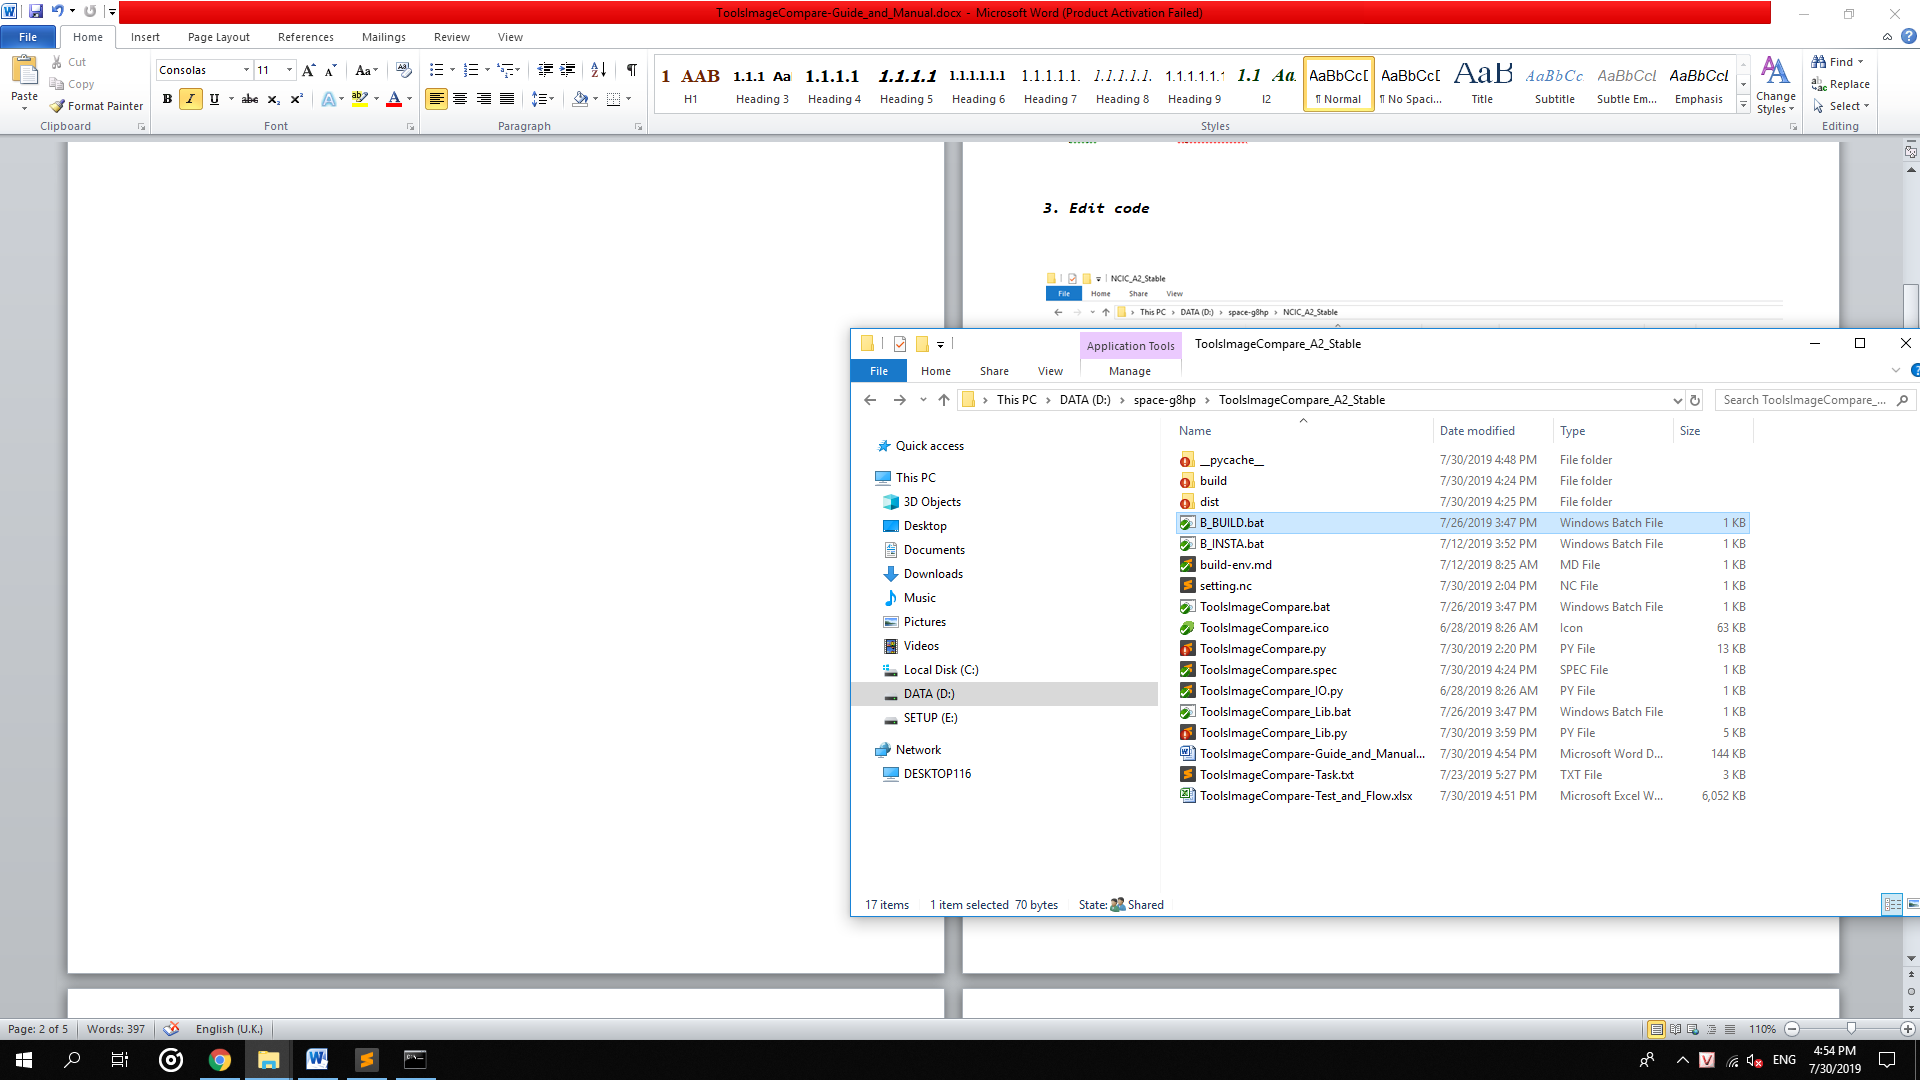 ToolsImageCompare-Guide_and_Manual.docx - Microsoft Word (Product Activation Failed)
File Home Insert Page Layout References Mailings Review View
Paste
Cut
Copy
Format Painter
Clipboard
Consolas 11
Font
Paragraph
1 AAB 1.1.1 Aa 1.1.1.1 1.1.1.1 1.1.1.1.1.1 1.1.1.1.1. 1.1.1.1.1. 1.1.1.1.1.1 1.1 Aa. AaBbCcD AaBbCcD AaB AaBbCc. AaBbCcL AaBbCcL
H1 Heading 3 Heading 4 Heading 5 Heading 6 Heading 7 Heading 8 Heading 9 I2 ¶ Normal ¶ No Spaci... Title Subtitle Subtle Em... Emphasis
Styles
Change Styles
Find
Replace
Select
Editing
3. Edit code
NCIC_A2_Stable
File Home Share View
This PC > DATA (D:) > space-g8hp > NCIC_A2_Stable
Application Tools ToolsImageCompare_A2_Stable
File Home Share View Manage
This PC > DATA (D:) > space-g8hp > ToolsImageCompare_A2_Stable
Search ToolsImageCompare_...
Quick access
This PC
3D Objects
Desktop
Documents
Downloads
Music
Pictures
Videos
Local Disk (C:)
DATA (D:)
SETUP (E:)
Network
DESKTOP116
Name Date modified Type Size
__pycache__ 7/30/2019 4:48 PM File folder
build 7/30/2019 4:24 PM File folder
dist 7/30/2019 4:25 PM File folder
B_BUILD.bat 7/26/2019 3:47 PM Windows Batch File 1 KB
B_INSTA.bat 7/12/2019 3:52 PM Windows Batch File 1 KB
build-env.md 7/12/2019 8:25 AM MD File 1 KB
setting.nc 7/30/2019 2:04 PM NC File 1 KB
ToolsImageCompare.bat 7/26/2019 3:47 PM Windows Batch File 1 KB
ToolsImageCompare.ico 6/28/2019 8:26 AM Icon 63 KB
ToolsImageCompare.py 7/30/2019 2:20 PM PY File 13 KB
ToolsImageCompare.spec 7/30/2019 4:24 PM SPEC File 1 KB
ToolsImageCompare_IO.py 6/28/2019 8:26 AM PY File 1 KB
ToolsImageCompare_Lib.bat 7/26/2019 3:47 PM Windows Batch File 1 KB
ToolsImageCompare_Lib.py 7/30/2019 3:59 PM PY File 5 KB
ToolsImageCompare-Guide_and_Manual... 7/30/2019 4:54 PM Microsoft Word D... 144 KB
ToolsImageCompare-Task.txt 7/23/2019 5:27 PM TXT File 3 KB
ToolsImageCompare-Test_and_Flow.xlsx 7/30/2019 4:51 PM Microsoft Excel W... 6,052 KB
17 items 1 item selected 70 bytes State: Shared
Page: 2 of 5 Words: 397 English (U.K.) 110%
ENG 4:54 PM
7/30/2019